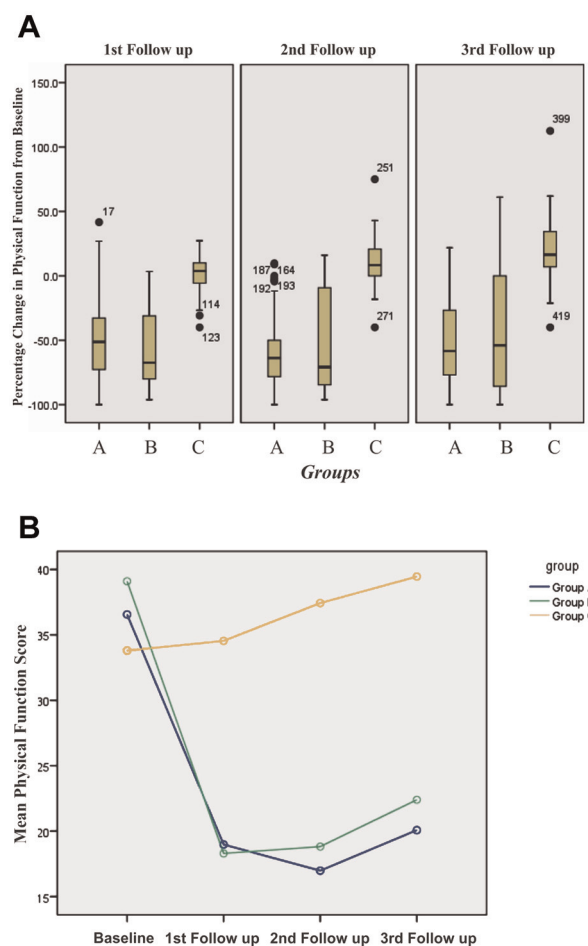 A
1st Follow up 2nd Follow up 3rd Follow up
Percentage Change in Physical Function from Baseline
150.0
100.0
50.0
0.0
-50.0
-100.0
17
114
123
187 164
192 193
251
271
399
419
A B C A B C A B C
Groups
B
Mean Physical Function Score
40
35
30
25
20
15
group
Group
Group
Group
Baseline 1st Follow up 2nd Follow up 3rd Follow up